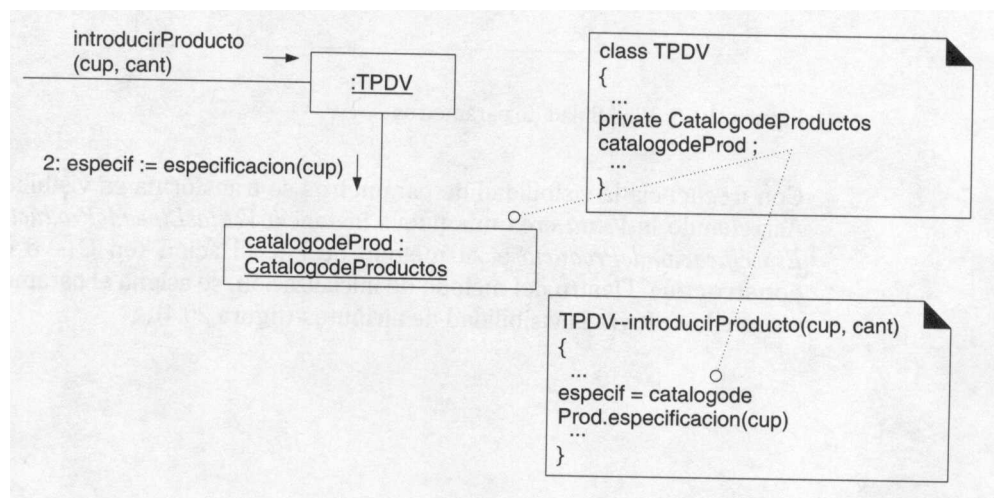 introducirProducto
(cup, cant)
:TPDV
2: especif := especificacion(cup)
catalogodeProd :
CatalogodeProductos
class TPDV
{
...
private CatalogodeProductos
catalogodeProd ;
...
}
TPDV--introducirProducto(cup, cant)
{
...
especif = catalogode
Prod.especificacion(cup)
...
}